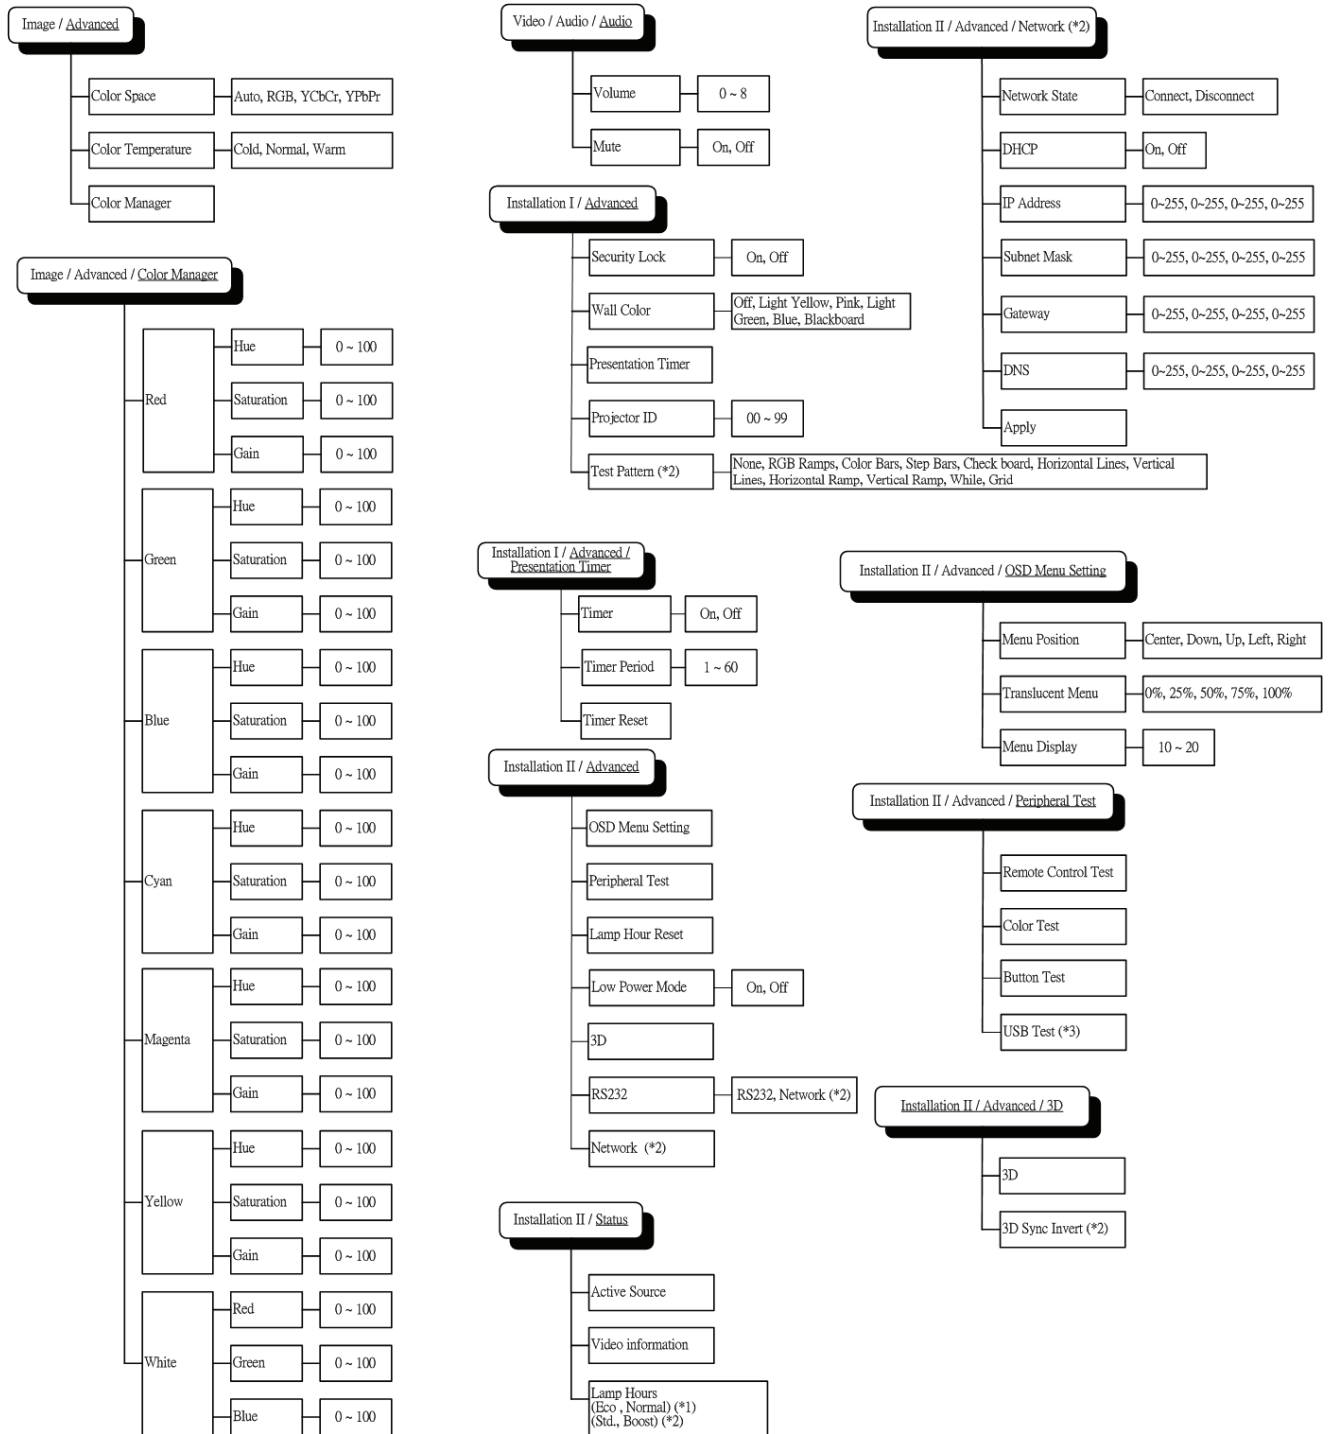 Image / Advanced
Color Space
Auto, RGB, YCbCr, YPbPr
Color Temperature
Cold, Normal, Warm
Color Manager
Image / Advanced / Color Manager
Red
Hue
0 ~ 100
Saturation
0 ~ 100
Gain
0 ~ 100
Green
Hue
0 ~ 100
Saturation
0 ~ 100
Gain
0 ~ 100
Blue
Hue
0 ~ 100
Saturation
0 ~ 100
Gain
0 ~ 100
Cyan
Hue
0 ~ 100
Saturation
0 ~ 100
Gain
0 ~ 100
Magenta
Hue
0 ~ 100
Saturation
0 ~ 100
Gain
0 ~ 100
Yellow
Hue
0 ~ 100
Saturation
0 ~ 100
Gain
0 ~ 100
White
Red
0 ~ 100
Green
0 ~ 100
Blue
0 ~ 100
Video / Audio / Audio
Volume
0 ~ 8
Mute
On, Off
Installation I / Advanced
Security Lock
On, Off
Wall Color
Off, Light Yellow, Pink, Light
Green, Blue, Blackboard
Presentation Timer
Projector ID
00 ~ 99
Test Pattern (*2)
None, RGB Ramps, Color Bars, Step Bars, Check board, Horizontal Lines, Vertical
Lines, Horizontal Ramp, Vertical Ramp, While, Grid
Installation I / Advanced /
Presentation Timer
Timer
On, Off
Timer Period
1 ~ 60
Timer Reset
Installation II / Advanced
OSD Menu Setting
Peripheral Test
Lamp Hour Reset
Low Power Mode
On, Off
3D
RS232
RS232, Network (*2)
Network (*2)
Installation II / Status
Active Source
Video information
Lamp Hours
(Eco , Normal) (*1)
(Std., Boost) (*2)
Installation II / Advanced / Network (*2)
Network State
Connect, Disconnect
DHCP
On, Off
IP Address
0~255, 0~255, 0~255, 0~255
Subnet Mask
0~255, 0~255, 0~255, 0~255
Gateway
0~255, 0~255, 0~255, 0~255
DNS
0~255, 0~255, 0~255, 0~255
Apply
Installation II / Advanced / OSD Menu Setting
Menu Position
Center, Down, Up, Left, Right
Translucent Menu
0%, 25%, 50%, 75%, 100%
Menu Display
10 ~ 20
Installation II / Advanced / Peripheral Test
Remote Control Test
Color Test
Button Test
USB Test (*3)
Installation II / Advanced / 3D
3D
3D Sync Invert (*2)